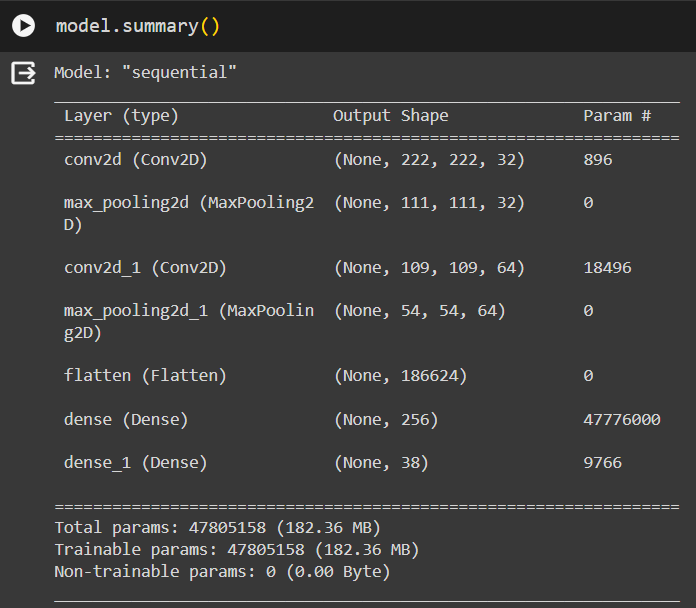 model.summary()
Model: "sequential"
Layer (type) Output Shape Param #
conv2d (Conv2D) (None, 222, 222, 32) 896
max_pooling2d (MaxPooling2 (None, 111, 111, 32) 0
D)
conv2d_1 (Conv2D) (None, 109, 109, 64) 18496
max_pooling2d_1 (MaxPoolin (None, 54, 54, 64) 0
g2D)
flatten (Flatten) (None, 186624) 0
dense (Dense) (None, 256) 47776000
dense_1 (Dense) (None, 38) 9766
Total params: 47805158 (182.36 MB)
Trainable params: 47805158 (182.36 MB)
Non-trainable params: 0 (0.00 Byte)